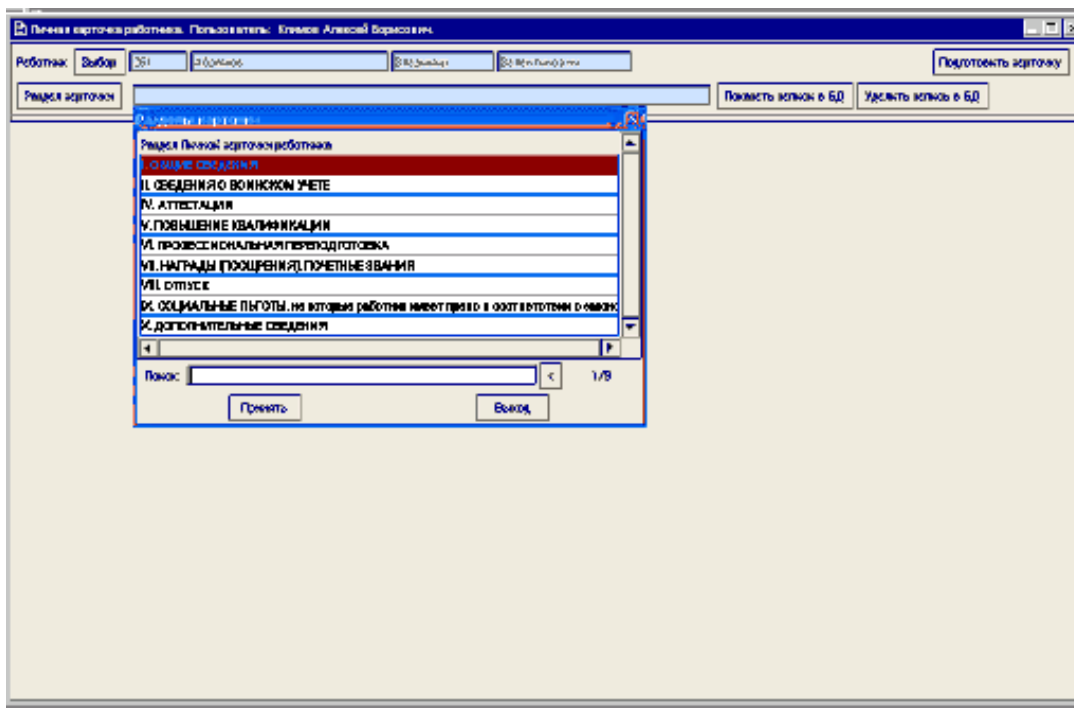 Личная карточка работника. Пользователь: Климов Алексей Борисович.
Работник: Выбор 351 Подготовить карточку
Раздел карточки Показать записи в БД Удалить запись в БД
Разделы карточки
Раздел Личной карточки работника
I. ОБЩИЕ СВЕДЕНИЯ
II. СВЕДЕНИЯ О ВОИНСКОМ УЧЕТЕ
IV. АТТЕСТАЦИЯ
V. ПОВЫШЕНИЕ КВАЛИФИКАЦИИ
VI. ПРОФЕССИОНАЛЬНАЯ ПЕРЕПОДГОТОВКА
VII. НАГРАДЫ (ПООЩРЕНИЯ), ПОЧЕТНЫЕ ЗВАНИЯ
VIII. ОТПУСК
IX. СОЦИАЛЬНЫЕ ЛЬГОТЫ, на которые работник имеет право в соответствии с законо
X. ДОПОЛНИТЕЛЬНЫЕ СВЕДЕНИЯ
Поиск: < 1/9
Принять Выход